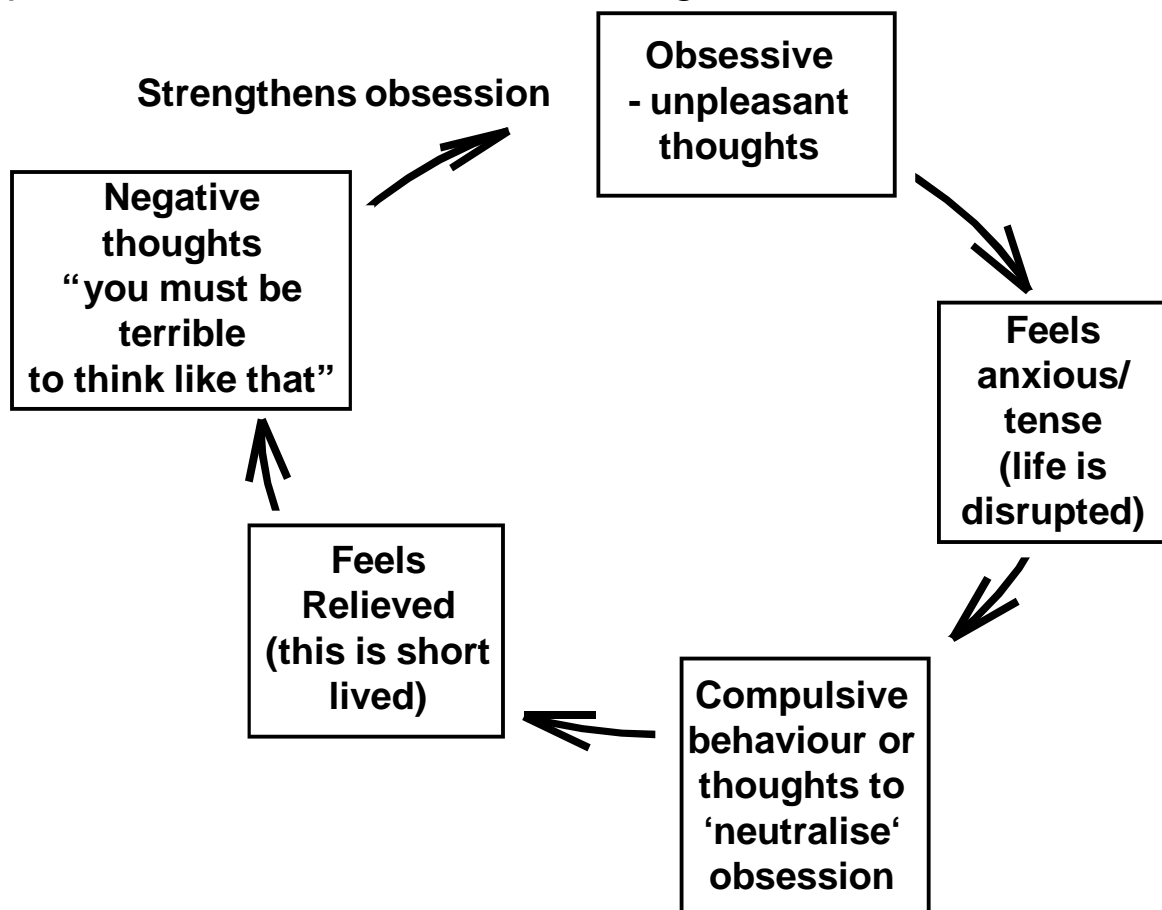 Obsessive
- unpleasant
thoughts
Strengthens obsession
Feels
anxious/
tense
(life is
disrupted)
Compulsive
behaviour or
thoughts to
‘neutralise‘
obsession
Feels
Relieved
(this is short
lived)
Negative
thoughts
“you must be
terrible
to think like that”